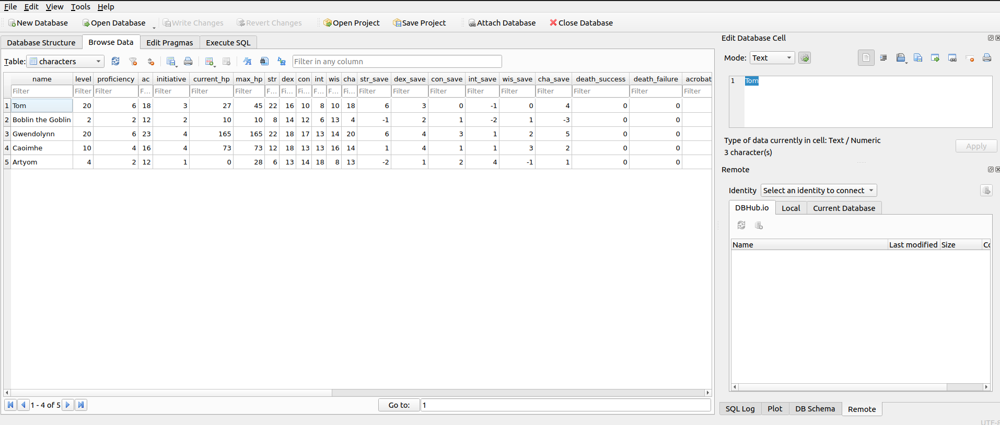 File Edit View Tools Help
New Database Open Database Write Changes Revert Changes Open Project Save Project Attach Database Close Database
Database Structure Browse Data Edit Pragmas Execute SQL
Table: characters Filter in any column
name level proficiency ac initiative current_hp max_hp str dex con int wis cha str_save dex_save con_save int_save wis_save cha_save death_success death_failure acrobat
Filter Filter Filter F... Filter Filter Filter F... Fi... Fi... F... F... Fi... Filter Filter Filter Filter Filter Filter Filter Filter Filter
1 Tom 20 6 18 3 27 45 22 16 10 8 10 18 6 3 0 -1 0 4 0 0
2 Boblin the Goblin 2 2 12 2 10 10 8 14 12 6 13 4 -1 2 1 -2 1 -3 0 0
3 Gwendolynn 20 6 23 4 165 165 22 18 17 13 14 20 6 4 3 1 2 5 0 0
4 Caoimhe 10 4 16 4 73 73 12 18 13 13 16 14 1 4 1 1 3 2 0 0
5 Artyom 4 2 12 1 0 28 6 13 14 18 8 13 -2 1 2 4 -1 1 0 0
1 - 4 of 5 Go to: 1
Edit Database Cell
Mode: Text
1 Tom
Type of data currently in cell: Text / Numeric
3 character(s)
Apply
Remote
Identity Select an identity to connect
DBHub.io Local Current Database
Name Last modified Size Co
SQL Log Plot DB Schema Remote
UTF-8